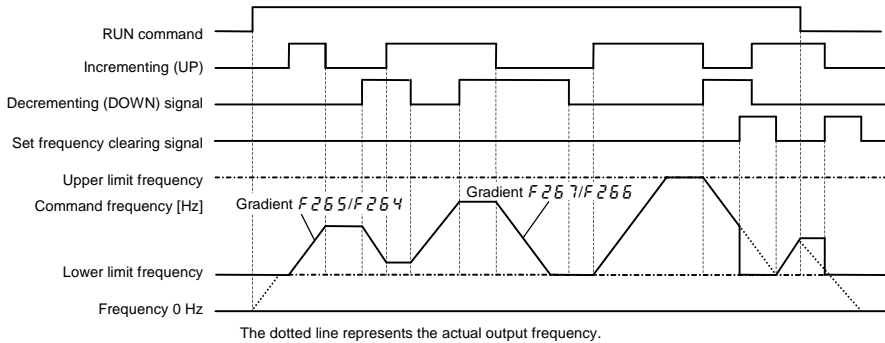 RUN command
Incrementing (UP)
Decrementing (DOWN) signal
Set frequency clearing signal
Upper limit frequency
Gradient F267/F266
Command frequency [Hz]
Gradient F265/F264
Lower limit frequency
Frequency 0 Hz
The dotted line represents the actual output frequency.